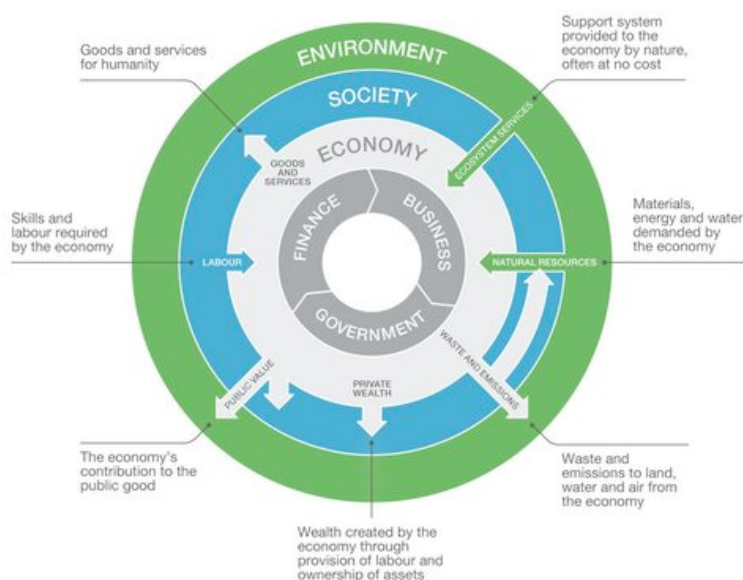 Goods and services
for humanity
Support system
provided to the
economy by nature,
often at no cost
ENVIRONMENT
SOCIETY
ECONOMY
ECOSYSTEM SERVICES
GOODS
AND
SERVICES
FINANCE
BUSINESS
GOVERNMENT
Skills and
labour required
by the economy
LABOUR
NATURAL RESOURCES
Materials,
energy and water
demanded by
the economy
PUBLIC VALUE
PRIVATE
WEALTH
WASTE AND EMISSIONS
The economy's
contribution to the
public good
Wealth created by the
economy through
provision of labour and
ownership of assets
Waste and
emissions to land,
water and air from
the economy